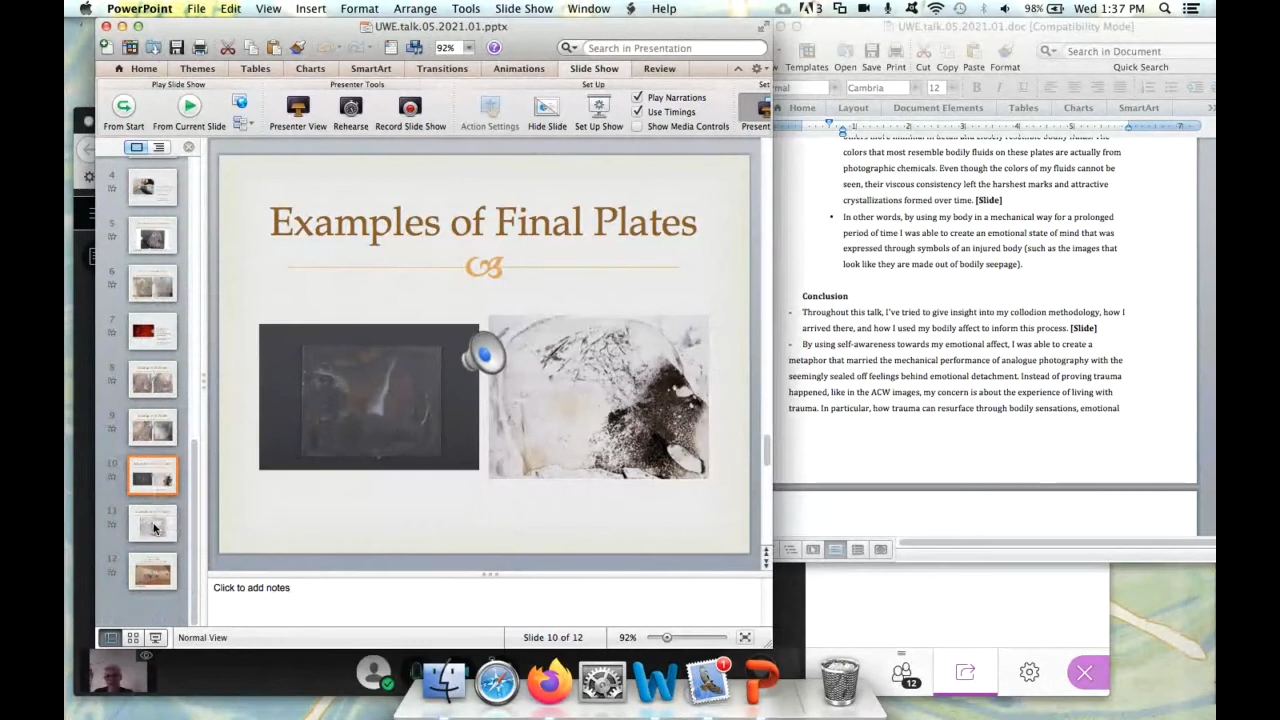 PowerPoint File Edit View Insert Format Arrange Tools Slide Show Window Help
3 98% Wed 1:37 PM
UWE.talk.05.2021.01.pptx
92% Search in Presentation
Home Themes Tables Charts SmartArt Transitions Animations Slide Show Review
Play Slide Show Presenter Tools Set Up
Play Narrations
Use Timings
Show Media Controls
From Start From Current Slide Presenter View Rehearse Record Slide Show Action Settings Hide Slide Set Up Show
4
5
6
7
8
9
10
11
12
Examples of Final Plates
Click to add notes
Normal View Slide 10 of 12 92%
UWE.talk.05.2021.01.doc [Compatibility Mode]
Search in Document
Templates Open Save Print Cut Copy Paste Format Quick Search
Cambria 12
Home Layout Document Elements Tables Charts SmartArt
colors that most resemble bodily fluids on these plates are actually from
photographic chemicals. Even though the colors of my fluids cannot be
seen, their viscous consistency left the harshest marks and attractive
crystallizations formed over time. [Slide]
• In other words, by using my body in a mechanical way for a prolonged
period of time I was able to create an emotional state of mind that was
expressed through symbols of an injured body (such as the images that
look like they are made out of bodily seepage).
Conclusion
- Throughout this talk, I've tried to give insight into my collodion methodology, how I
arrived there, and how I used my bodily affect to inform this process. [Slide]
- By using self-awareness towards my emotional affect, I was able to create a
metaphor that married the mechanical performance of analogue photography with the
seemingly sealed off feelings behind emotional detachment. Instead of proving trauma
happened, like in the ACW images, my concern is about the experience of living with
trauma. In particular, how trauma can resurface through bodily sensations, emotional
1
12